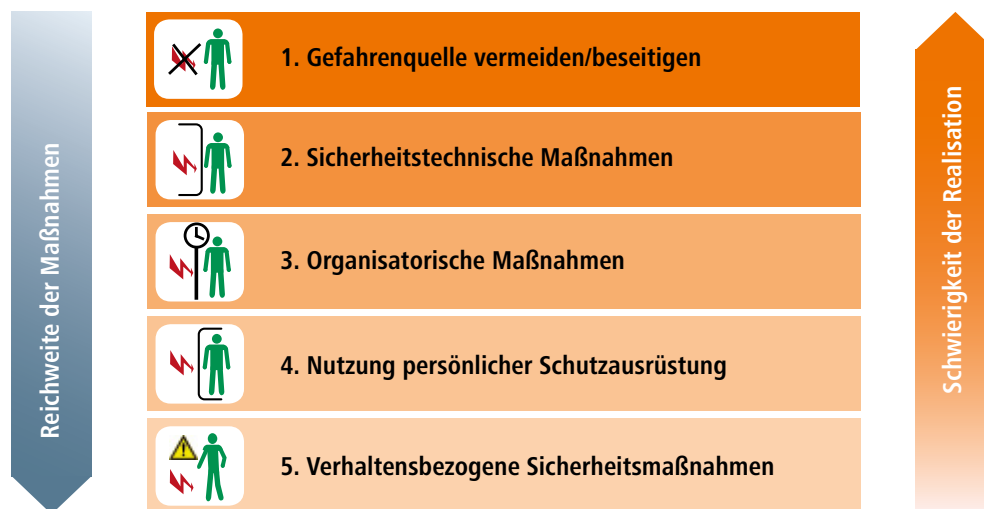 Reichweite der Maßnahmen
1. Gefahrenquelle vermeiden/beseitigen
2. Sicherheitstechnische Maßnahmen
3. Organisatorische Maßnahmen
4. Nutzung persönlicher Schutzausrüstung
5. Verhaltensbezogene Sicherheitsmaßnahmen
Schwierigkeit der Realisation